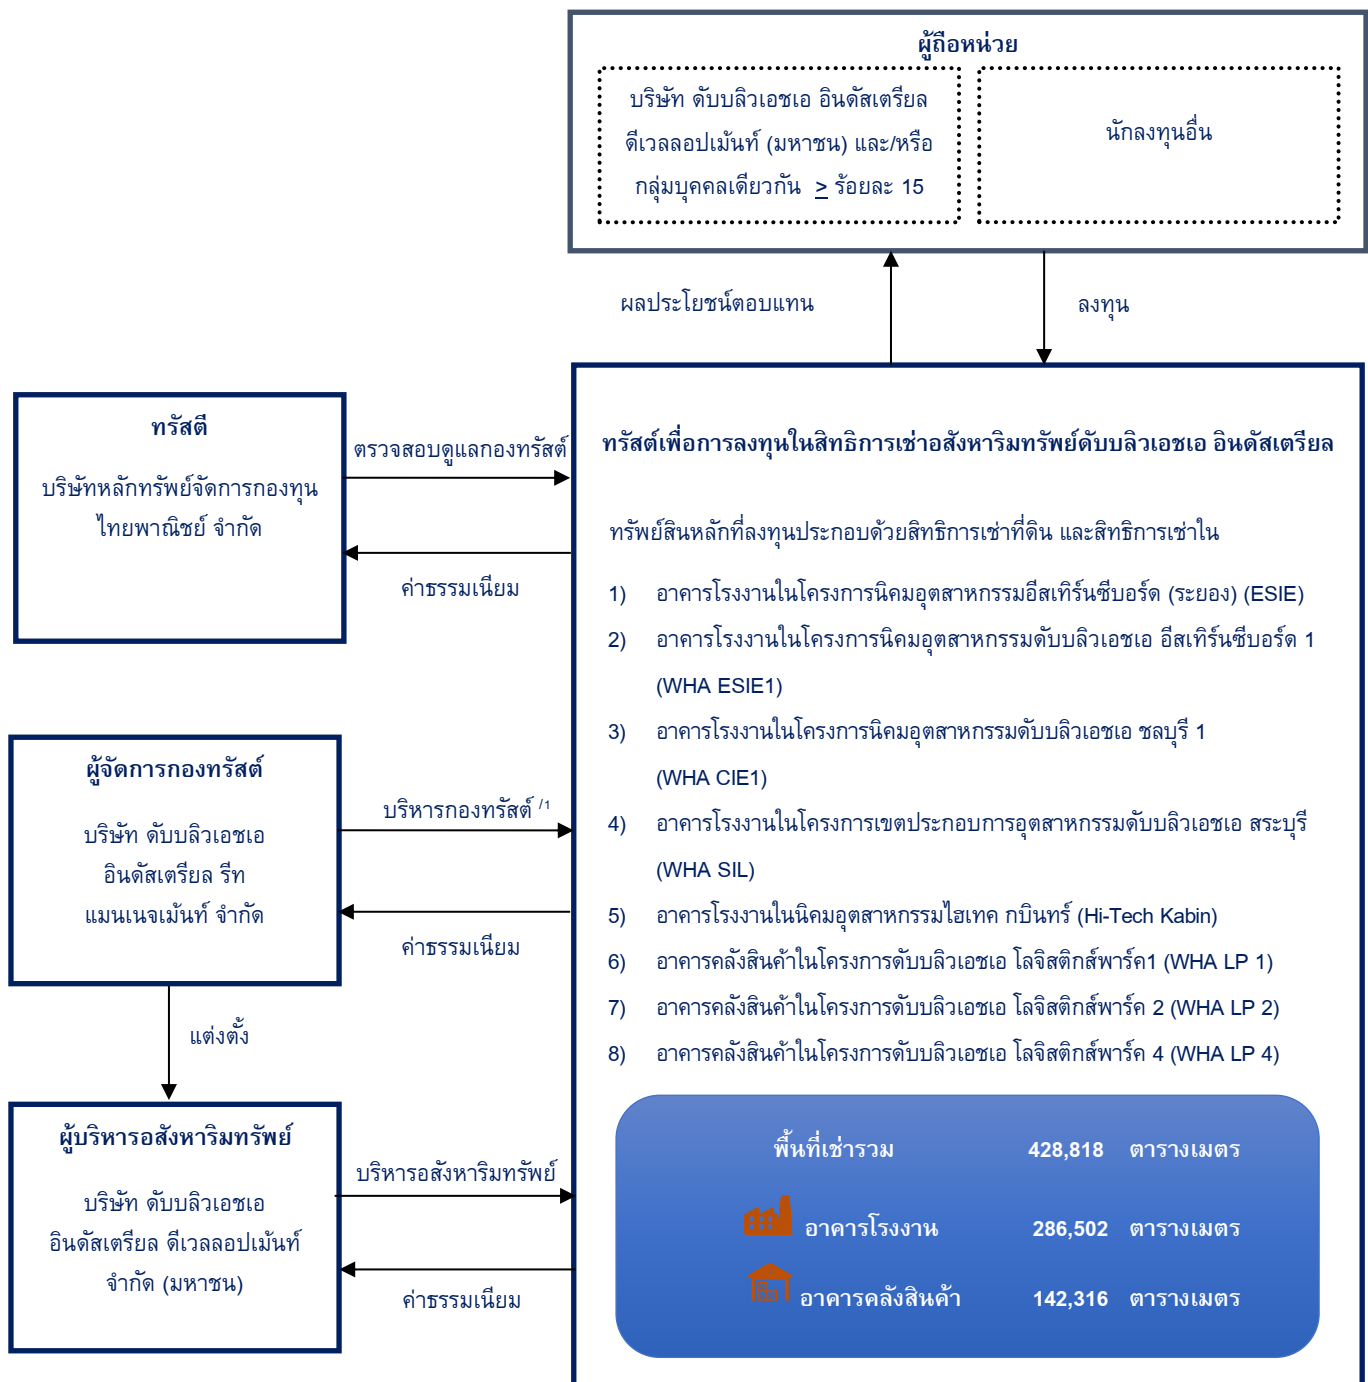 ผู้ถือหน่วย
บริษัท ดับบลิวเอชเอ อินดัสเตรียล
ดีเวลลอปเม้นท์ (มหาชน) และ/หรือ
กลุ่มบุคคลเดียวกัน > ร้อยละ 15
นักลงทุนอื่น
ผลประโยชน์ตอบแทน
ลงทุน
ทรัสตี
บริษัทหลักทรัพย์จัดการกองทุน
ไทยพาณิชย์ จำกัด
ตรวจสอบดูแลกองทรัสต์
ค่าธรรมเนียม
ผู้จัดการกองทรัสต์
บริษัท ดับบลิวเอชเอ
อินดัสเตรียล รีท
แมนเนจเม้นท์ จำกัด
บริหารกองทรัสต์ /1
ค่าธรรมเนียม
แต่งตั้ง
ผู้บริหารอสังหาริมทรัพย์
บริษัท ดับบลิวเอชเอ
อินดัสเตรียล ดีเวลลอปเม้นท์
จำกัด (มหาชน)
บริหารอสังหาริมทรัพย์
ค่าธรรมเนียม
ทรัสต์เพื่อการลงทุนในสิทธิการเช่าอสังหาริมทรัพย์ดับบลิวเอชเอ อินดัสเตรียล
ทรัพย์สินหลักที่ลงทุนประกอบด้วยสิทธิการเช่าที่ดิน และสิทธิการเช่าใน
1) อาคารโรงงานในโครงการนิคมอุตสาหกรรมอีสเทิร์นซีบอร์ด (ระยอง) (ESIE)
2) อาคารโรงงานในโครงการนิคมอุตสาหกรรมดับบลิวเอชเอ อีสเทิร์นซีบอร์ด 1
(WHA ESIE1)
3) อาคารโรงงานในโครงการนิคมอุตสาหกรรมดับบลิวเอชเอ ชลบุรี 1
(WHA CIE1)
4) อาคารโรงงานในโครงการเขตประกอบการอุตสาหกรรมดับบลิวเอชเอ สระบุรี
(WHA SIL)
5) อาคารโรงงานในนิคมอุตสาหกรรมไฮเทค กบินทร์ (Hi-Tech Kabin)
6) อาคารคลังสินค้าในโครงการดับบลิวเอชเอ โลจิสติกส์พาร์ค1 (WHA LP 1)
7) อาคารคลังสินค้าในโครงการดับบลิวเอชเอ โลจิสติกส์พาร์ค 2 (WHA LP 2)
8) อาคารคลังสินค้าในโครงการดับบลิวเอชเอ โลจิสติกส์พาร์ค 4 (WHA LP 4)
พื้นที่เช่ารวม 428,818 ตารางเมตร
อาคารโรงงาน 286,502 ตารางเมตร
อาคารคลังสินค้า 142,316 ตารางเมตร